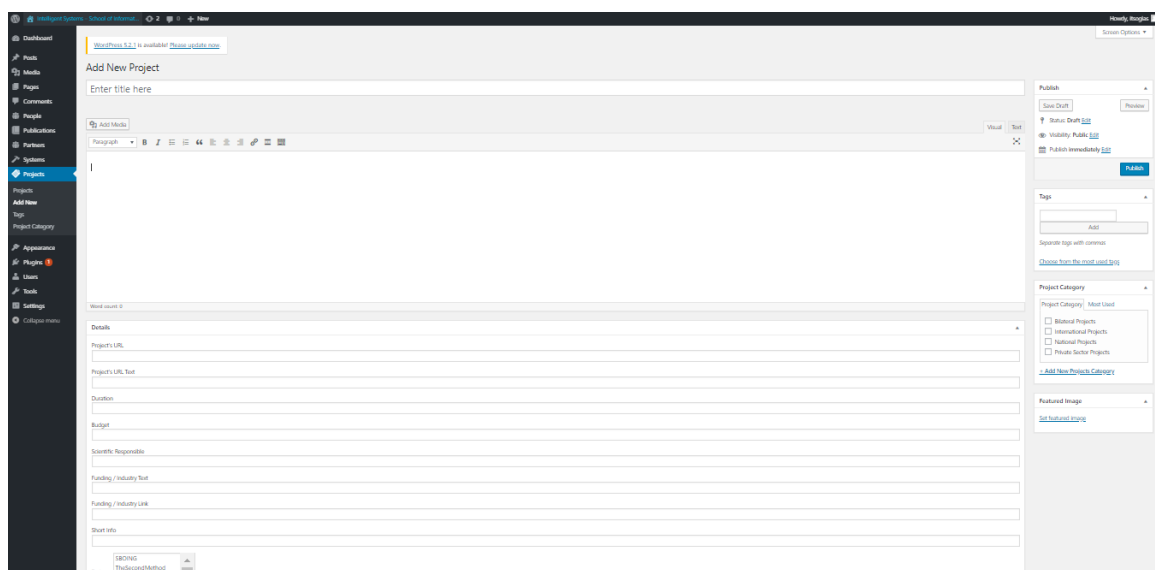 Intelligent Systems - School of Informat... 2 0 + New
Howdy,
Screen Options ▼
Dashboard
Posts
Media
Pages
Comments
People
Publications
Partners
Systems
Projects
Projects
Add New
Tags
Project Category
Appearance
Plugins 1
Users
Tools
Settings
Collapse menu
WordPress 5.2.1 is available! Please update now.
Add New Project
Enter title here
Add Media
Visual Text
Paragraph
Word count: 0
Details
Project's URL
Project's URL Text
Duration
Budget
Scientific Responsible
Funding / Industry Text
Funding / Industry Link
Short Info
SBOING
TheSecondMethod
Publish
Save Draft Preview
Status: Draft Edit
Visibility: Public Edit
Publish immediately Edit
Publish
Tags
Add
Separate tags with commas
Choose from the most used tags
Project Category
Project Category Most Used
Bilateral Projects
International Projects
National Projects
Private Sector Projects
+ Add New Projects Category
Featured Image
Set featured image